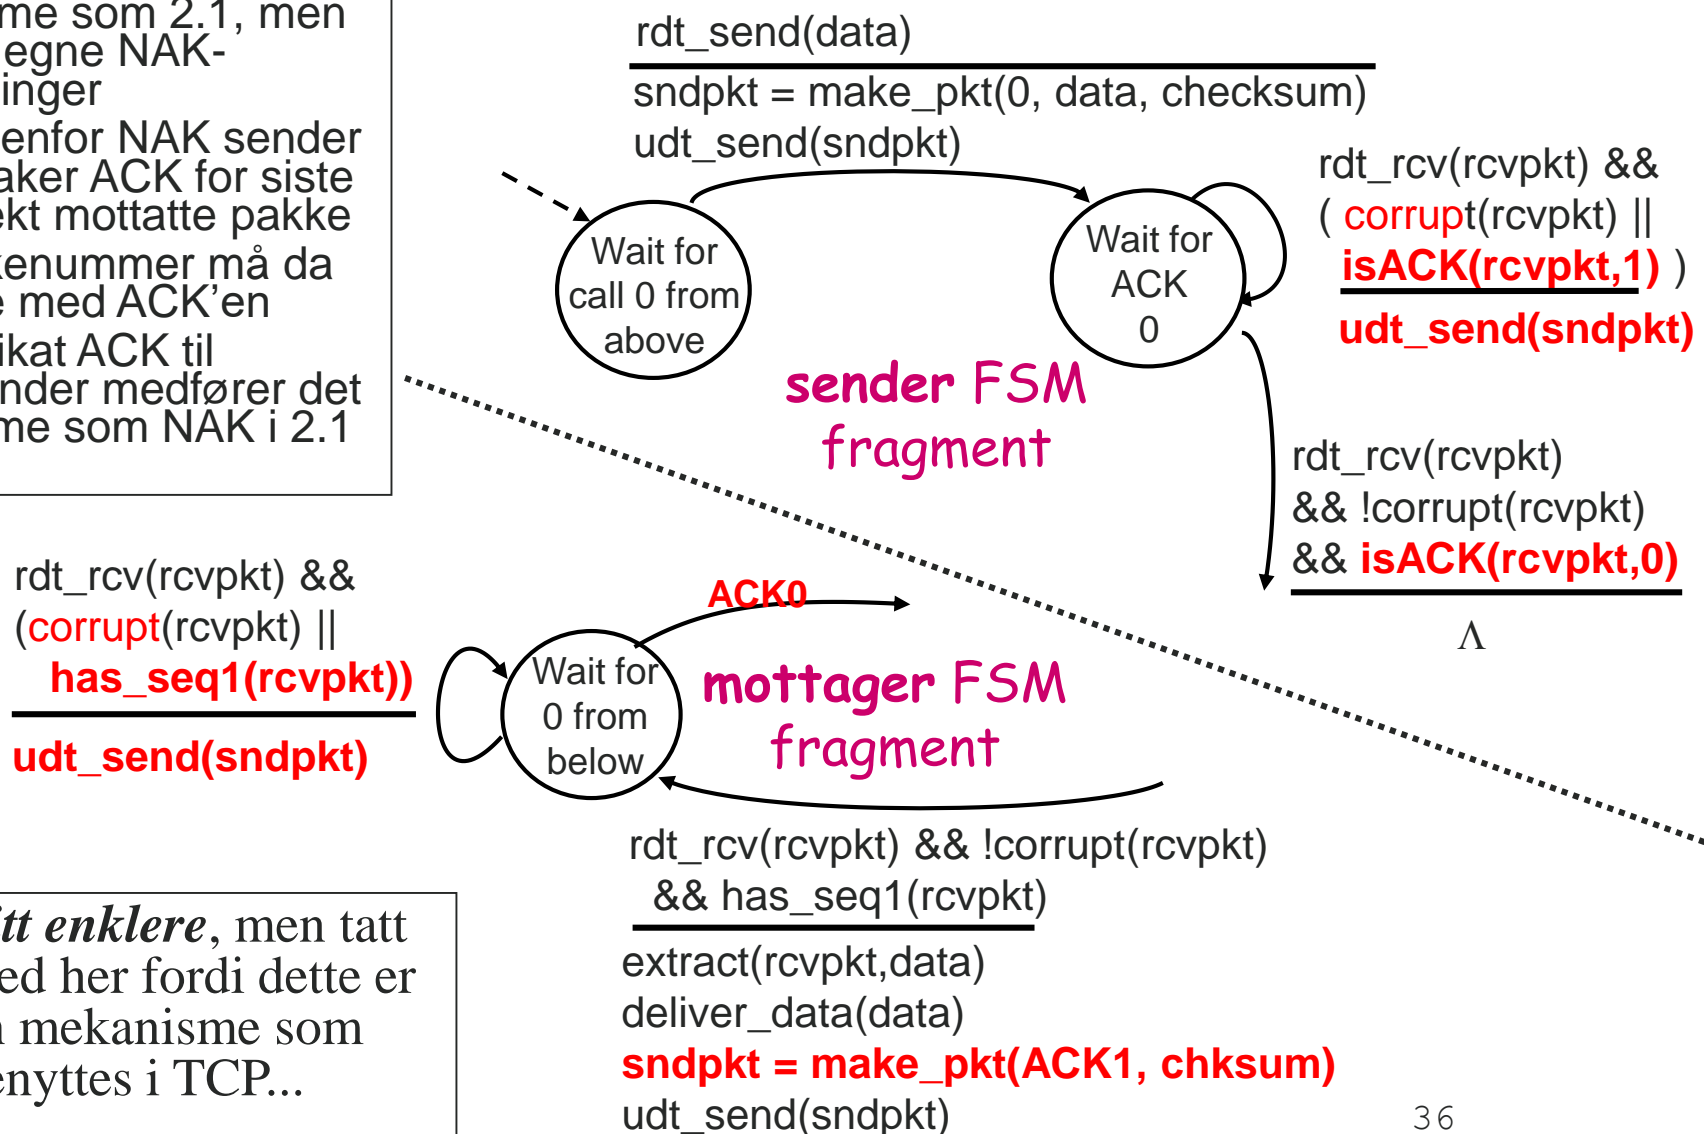 me som 2.1, men
egne NAK-
inger
enfor NAK sender
aker ACK for siste
ekt mottatte pakke
kenummer må da
e med ACK’en
ikat ACK til
nder medfører det
me som NAK i 2.1
rdt_send(data)
sndpkt = make_pkt(0, data, checksum)
udt_send(sndpkt)
Wait for
call 0 from
above
Wait for
ACK
0
rdt_rcv(rcvpkt) &&
( corrupt(rcvpkt) ||
isACK(rcvpkt,1) )
udt_send(sndpkt)
sender FSM
fragment
rdt_rcv(rcvpkt)
&& !corrupt(rcvpkt)
&& isACK(rcvpkt,0)
Λ
rdt_rcv(rcvpkt) &&
(corrupt(rcvpkt) ||
has_seq1(rcvpkt))
udt_send(sndpkt)
ACK0
Wait for
0 from
below
mottager FSM
fragment
rdt_rcv(rcvpkt) && !corrupt(rcvpkt)
&& has_seq1(rcvpkt)
extract(rcvpkt,data)
deliver_data(data)
sndpkt = make_pkt(ACK1, chksum)
udt_send(sndpkt)
itt enklere, men tatt
ed her fordi dette er
n mekanisme som
enyttes i TCP...
36